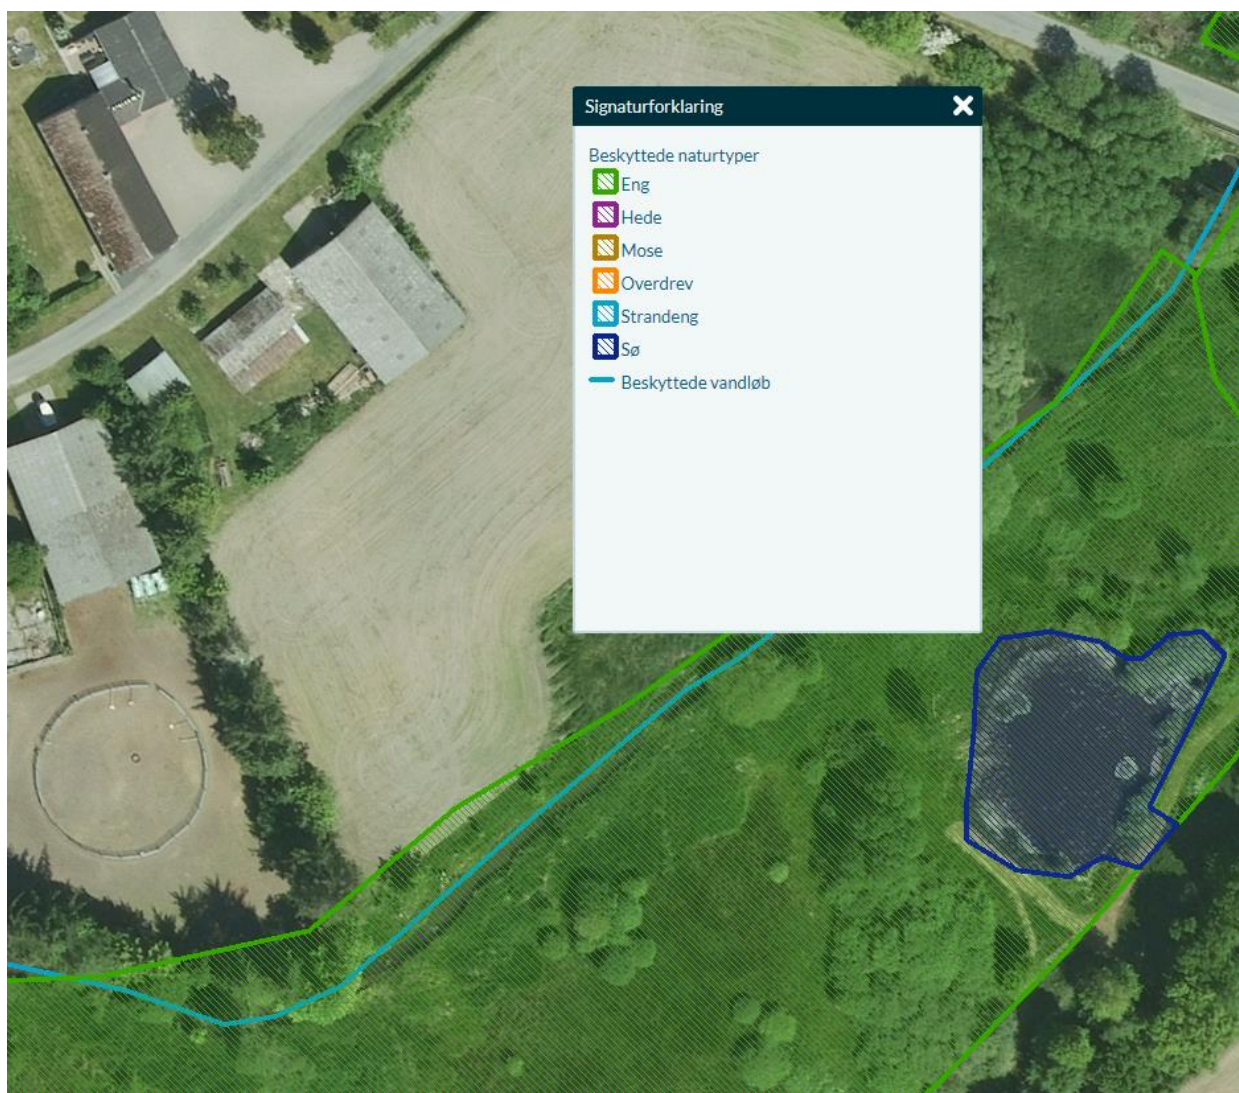 Signaturforklaring
Beskyttede naturtyper
Eng
Hede
Mose
Overdrev
Strandeng
Sø
Beskyttede vandløb